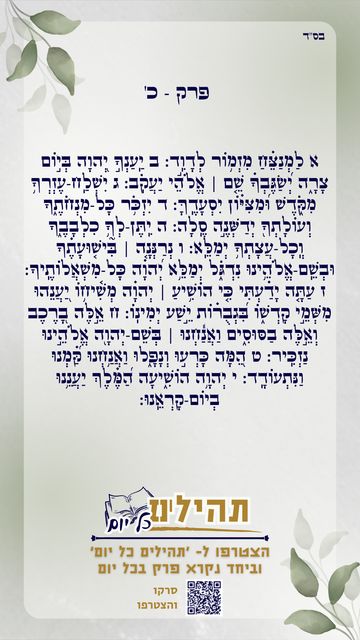 בס"ד
פרק - כ'
א לַמְנַצֵּחַ מִזְמוֹר לְדָוִד: ב יַעַנְךָ יְהוָה בְּיוֹם
צָרָה יְשַׂגֶּבְךָ שֵׁם | אֱלֹהֵי יַעֲקֹב: ג יִשְׁלַח-עֶזְרְךָ
מִקֹּדֶשׁ וּמִצִּיּוֹן יִסְעָדֶךָּ: ד יִזְכֹּר כָּל-מִנְחֹתֶךָ
וְעוֹלָתְךָ יְדַשְּׁנֶה סֶלָה: ה יִתֶּן-לְךָ כִלְבָבֶךָ
וְכָל-עֲצָתְךָ יְמַלֵּא: ו נְרַנְּנָה | בִּישׁוּעָתֶךָ
וּבְשֵׁם-אֱלֹהֵינוּ נִדְגֹּל יְמַלֵּא יְהוָה כָּל-מִשְׁאֲלוֹתֶיךָ:
ז עַתָּה יָדַעְתִּי כִּי הוֹשִׁיעַ | יְהוָה מְשִׁיחוֹ יַעֲנֵהוּ
מִשְּׁמֵי קָדְשׁוֹ בִּגְבֻרוֹת יֵשַׁע יְמִינוֹ: ח אֵלֶּה בָרֶכֶב
וְאֵלֶּה בַסּוּסִים וַאֲנַחְנוּ | בְּשֵׁם-יְהוָה אֱלֹהֵינוּ
נַזְכִּיר: ט הֵמָּה כָּרְעוּ וְנָפָלוּ וַאֲנַחְנוּ קַּמְנוּ
וַנִּתְעוֹדָד: י יְהוָה הוֹשִׁיעָה הַמֶּלֶךְ יַעֲנֵנוּ
בְיוֹם-קָרְאֵנוּ:
תהילים
כל יום
הצטרפו ל- 'תהילים כל יום'
וביחד נקרא פרק בכל יום
סרקו
והצטרפו